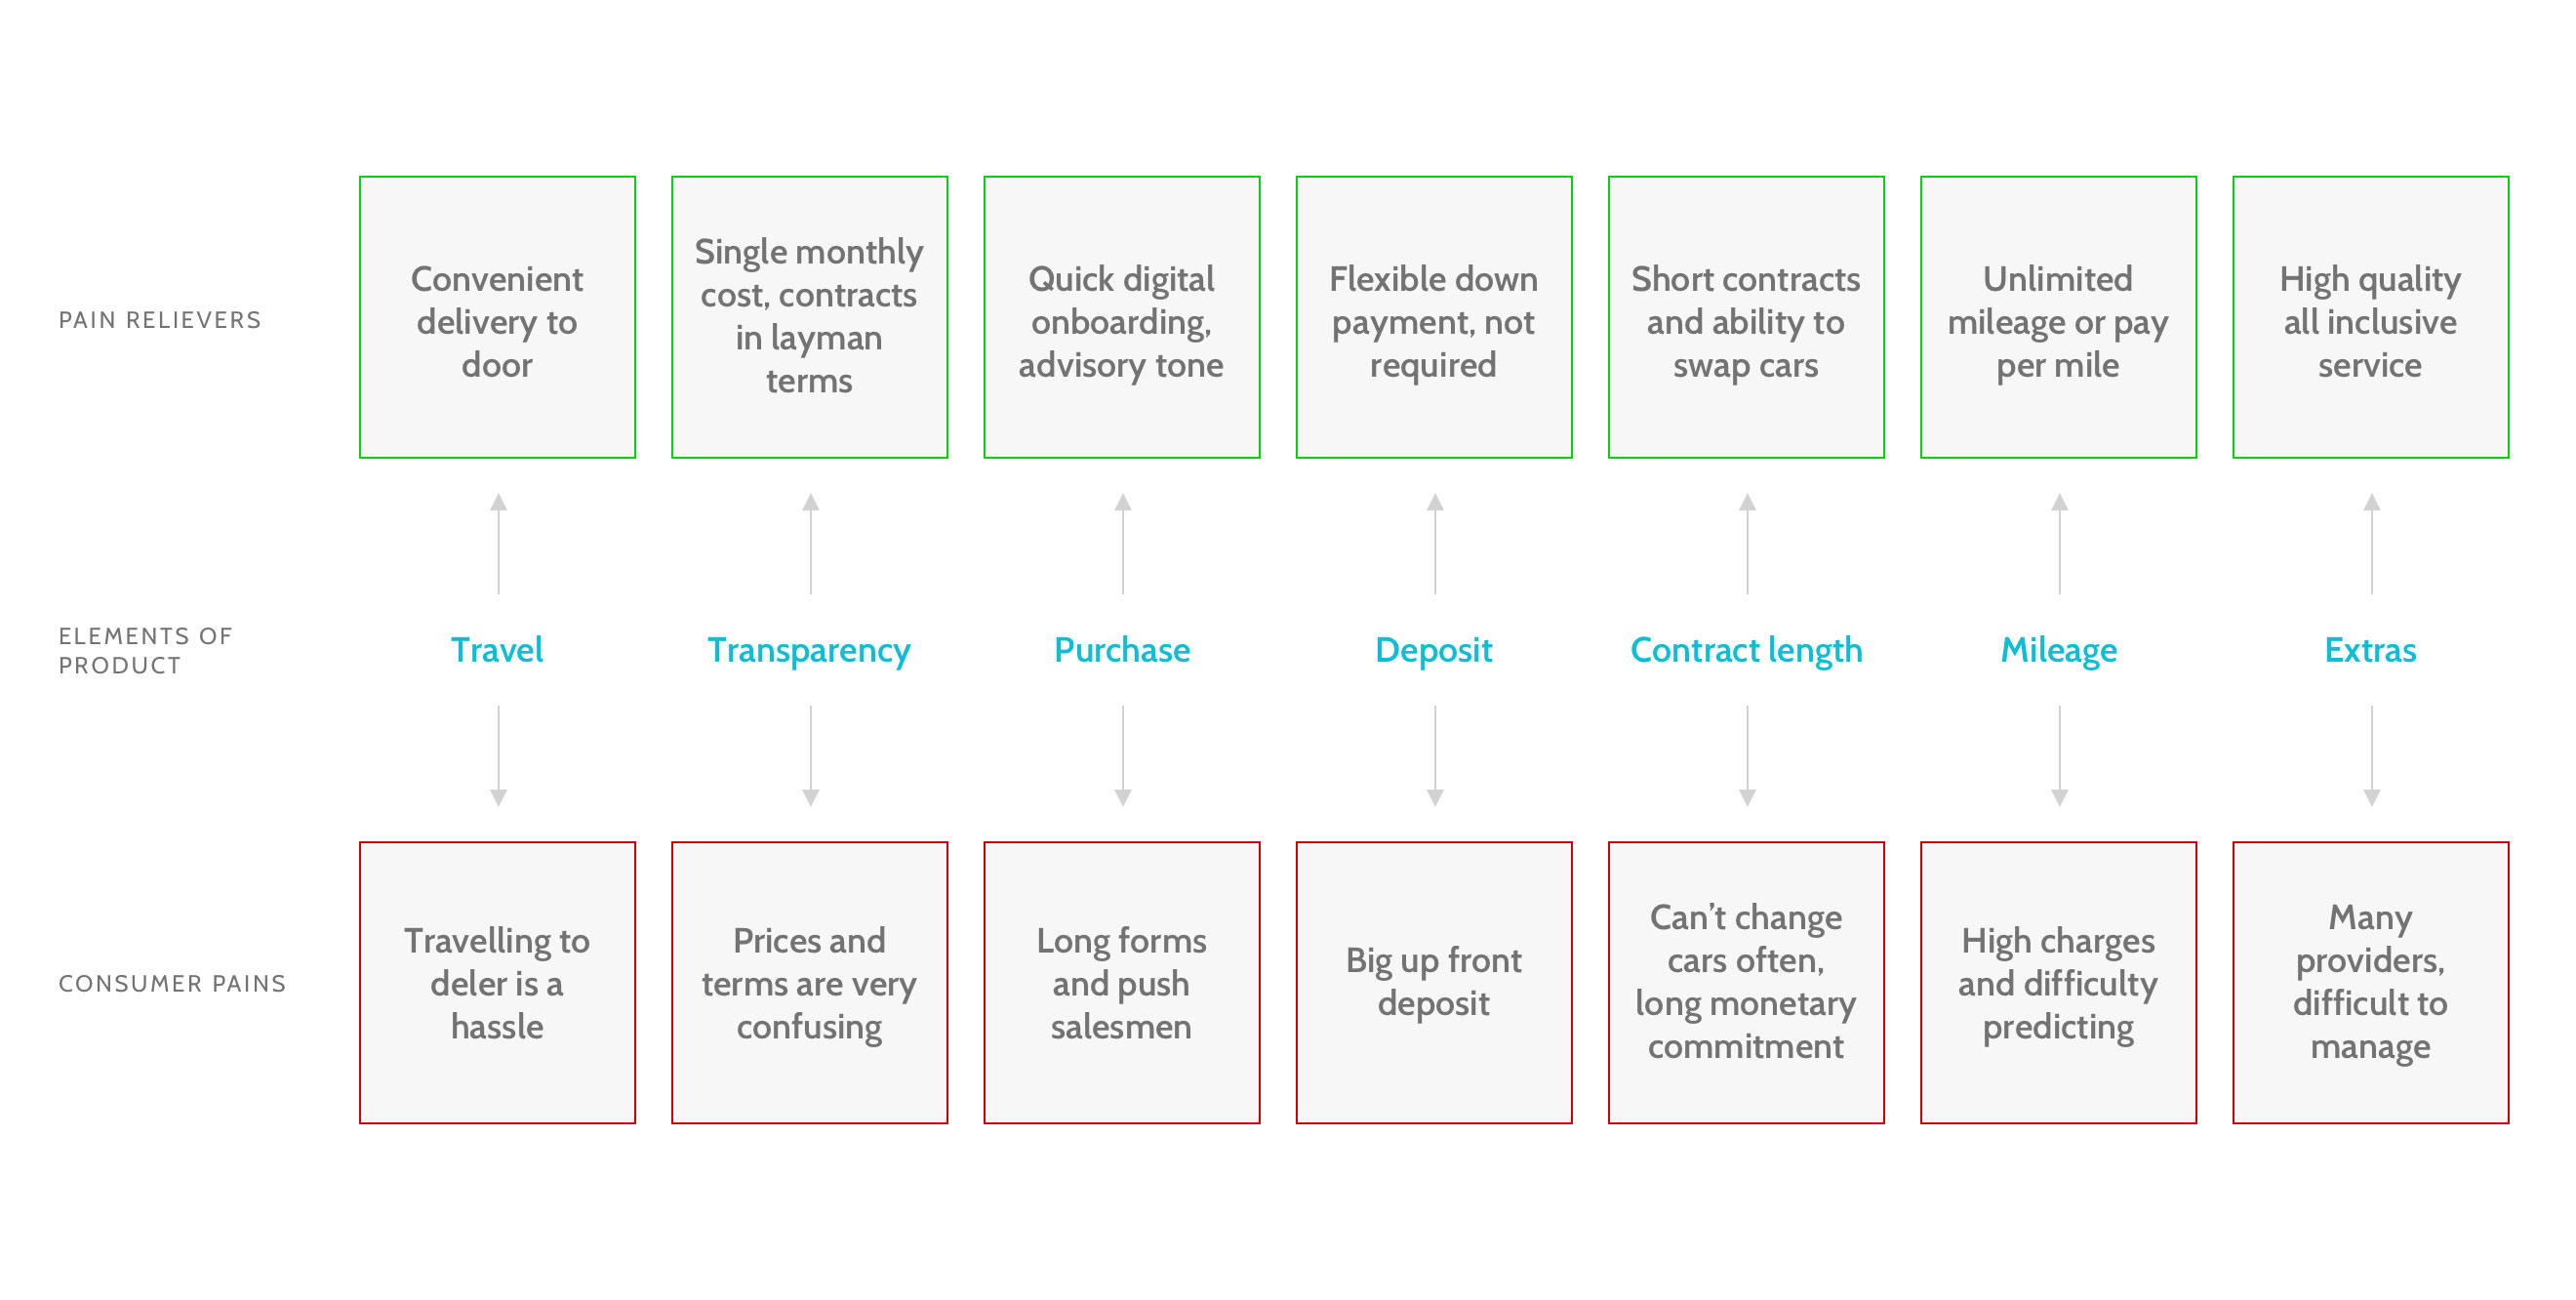 PAIN RELIEVERS
Convenient
delivery to
door
Single monthly
cost, contracts
in layman
terms
Quick digital
onboarding,
advisory tone
Flexible down
payment, not
required
Short contracts
and ability to
swap cars
Unlimited
mileage or pay
per mile
High quality
all inclusive
service
ELEMENTS OF
PRODUCT
Travel
Transparency
Purchase
Deposit
Contract length
Mileage
Extras
CONSUMER PAINS
Travelling to
deler is a
hassle
Prices and
terms are very
confusing
Long forms
and push
salesmen
Big up front
deposit
Can’t change
cars often,
long monetary
commitment
High charges
and difficulty
predicting
Many
providers,
difficult to
manage